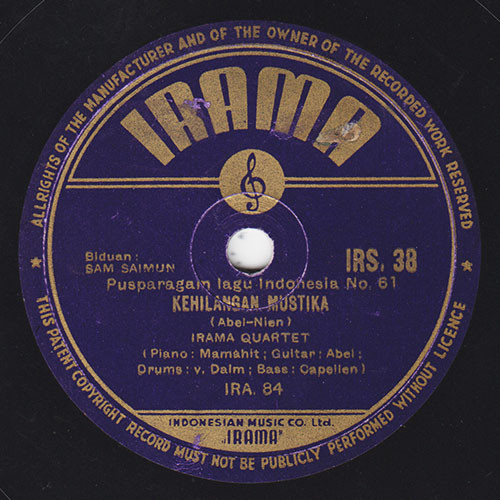 ALLRIGHTS OF THE MANUFACTURER AND OF THE OWNER OF THE RECORDED WORK RESERVED
IRAMA
Biduan :
SAM SAIMUN
IRS. 38
Pusparagam lagu Indonesia No. 61
KEHILANGAN MUSTIKA
(Abel-Nien)
IRAMA QUARTET
(Piano : Mamahit ; Guitar : Abel ;
Drums : v. Dalm ; Bass : Capellen)
IRA. 84
INDONESIAN MUSIC CO. Ltd.
„IRAMA"
★ THIS PATENT COPYRIGHT RECORD MUST NOT BE PUBLICLY PERFORMED WITHOUT LICENCE ★